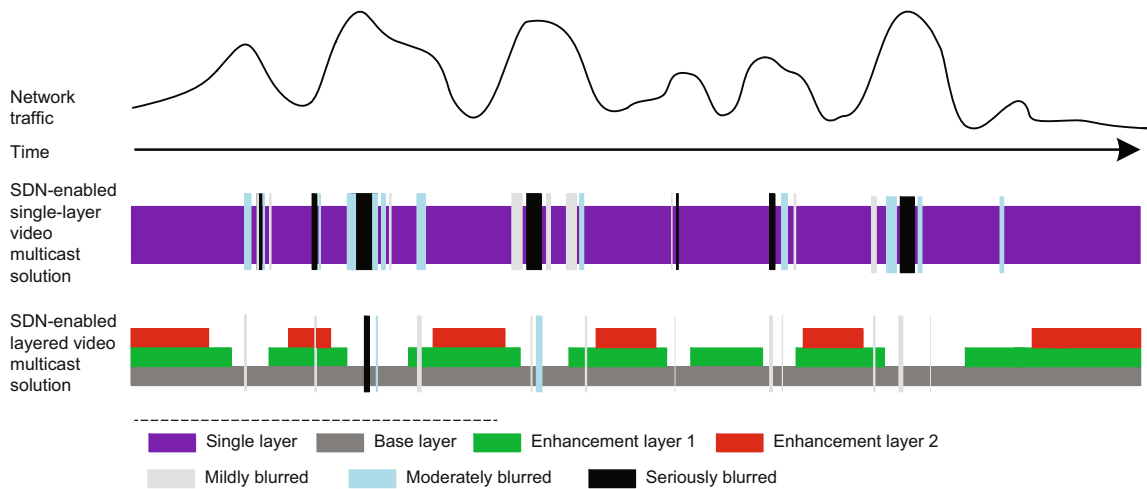 Network
traffic
Time
SDN-enabled
single-layer
video
multicast
solution
SDN-enabled
layered video
multicast
solution
Single layer
Base layer
Enhancement layer 1
Enhancement layer 2
Mildly blurred
Moderately blurred
Seriously blurred